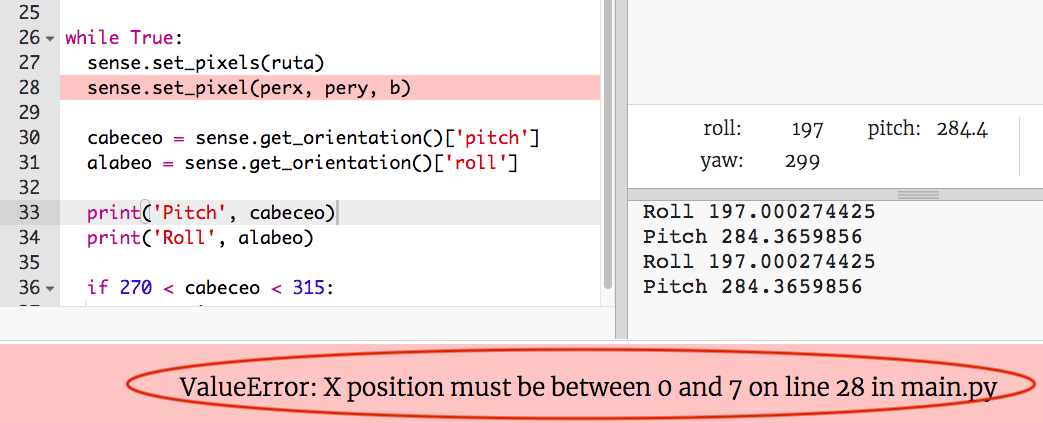 25
26 while True:
27 sense.set_pixels(ruta)
28 sense.set_pixel(perx, pery, b)
29
30 cabeceo = sense.get_orientation()['pitch']
31 alabeo = sense.get_orientation()['roll']
32
33 print('Pitch', cabeceo)
34 print('Roll', alabeo)
35
36 if 270 < cabeceo < 315:
roll: 197 pitch: 284.4
yaw: 299
Roll 197.000274425
Pitch 284.3659856
Roll 197.000274425
Pitch 284.3659856
ValueError: X position must be between 0 and 7 on line 28 in main.py